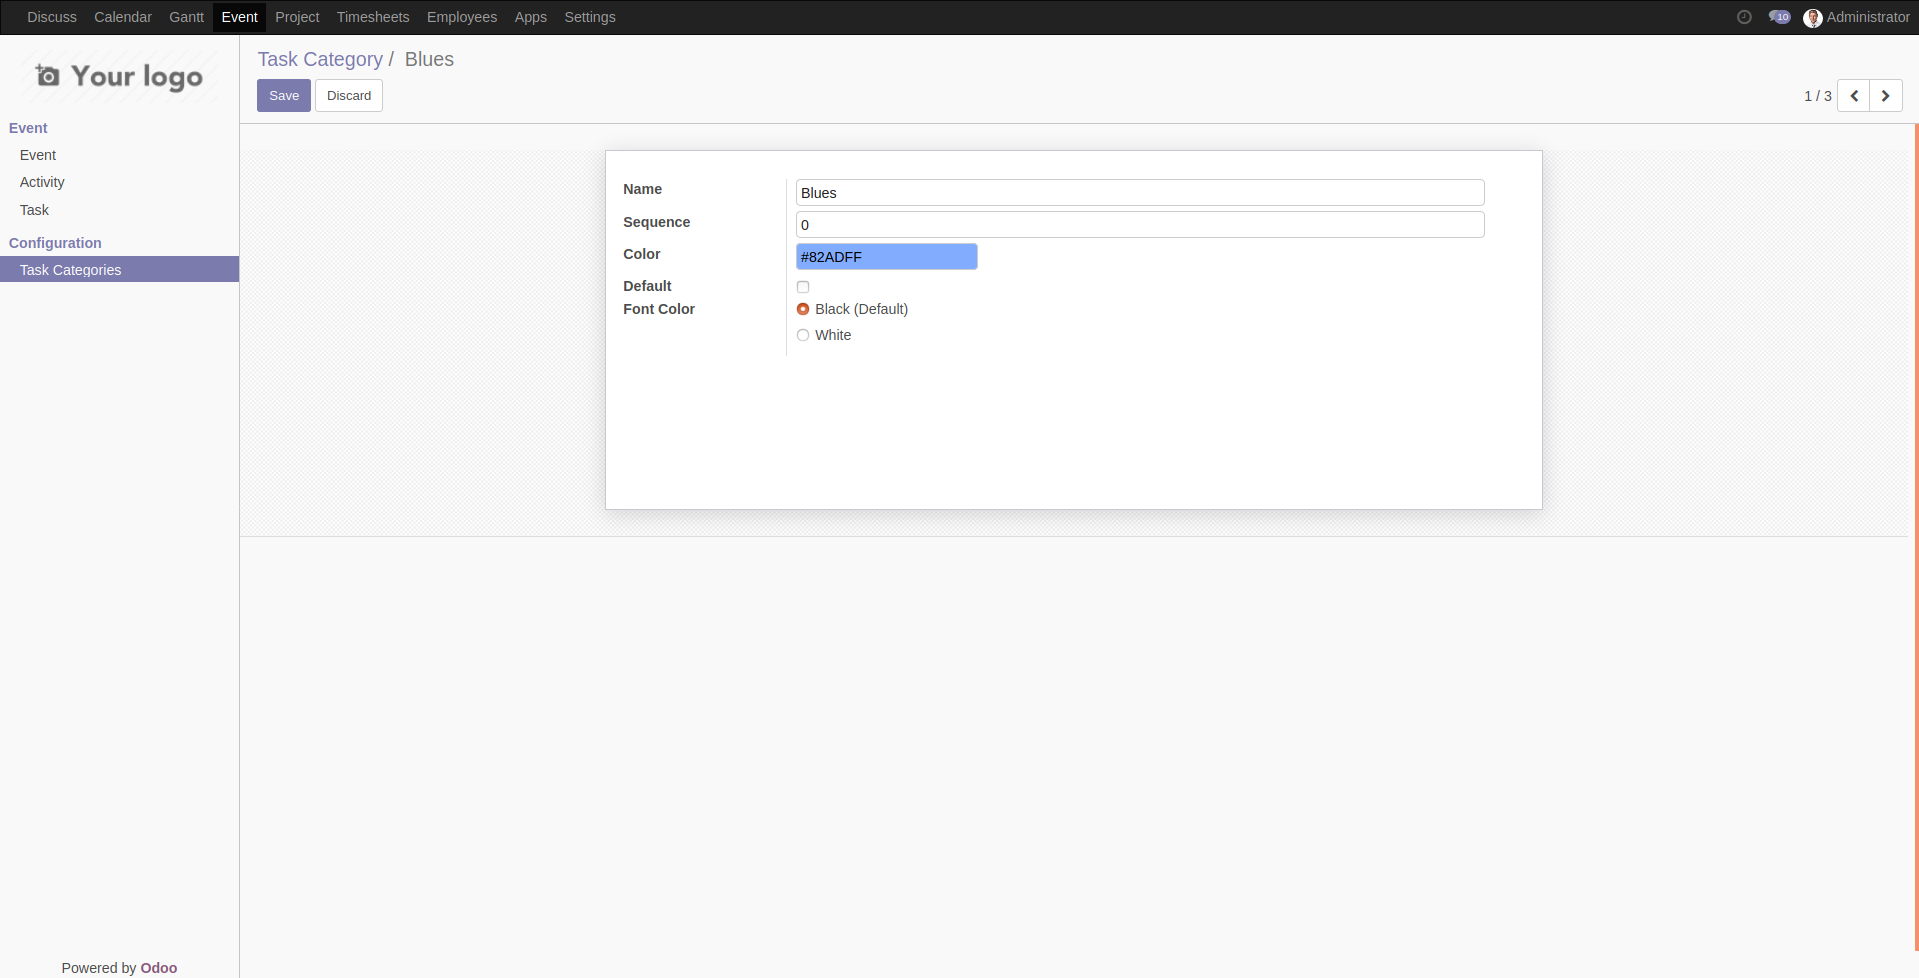 Discuss Calendar Gantt Event Project Timesheets Employees Apps Settings 10 Administrator
Your logo
Event
Event
Activity
Task
Configuration
Task Categories
Powered by Odoo
Task Category / Blues
Save Discard
1 / 3
Name Blues
Sequence 0
Color #82ADFF
Default
Font Color Black (Default)
White